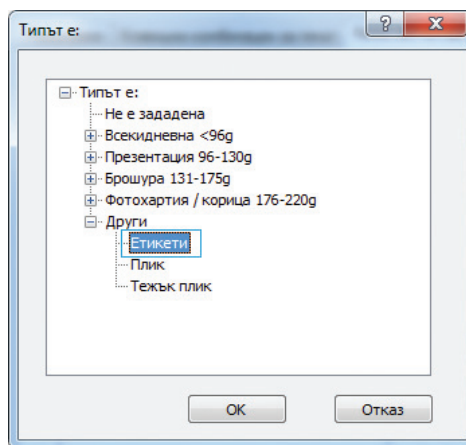 Типът е:
Типът е:
Не е зададена
Всекидневна <96g
Презентация 96-130g
Брошура 131-175g
Фотохартия / корица 176-220g
Други
Етикети
Плик
Тежък плик
OK
Отказ